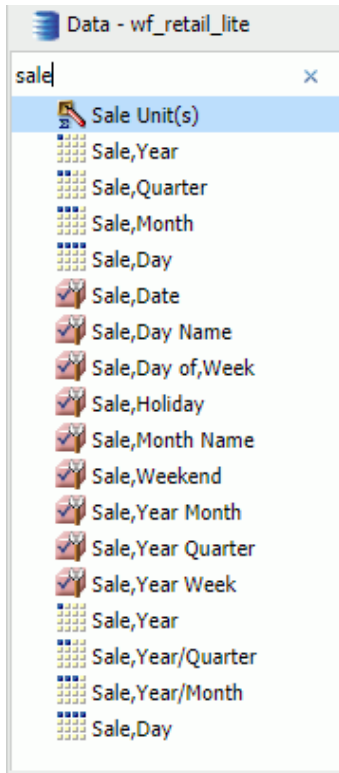 Data - wf_retail_lite
sale
Sale Unit(s)
Sale,Year
Sale,Quarter
Sale,Month
Sale,Day
Sale,Date
Sale,Day Name
Sale,Day of,Week
Sale,Holiday
Sale,Month Name
Sale,Weekend
Sale,Year Month
Sale,Year Quarter
Sale,Year Week
Sale,Year
Sale,Year/Quarter
Sale,Year/Month
Sale,Day